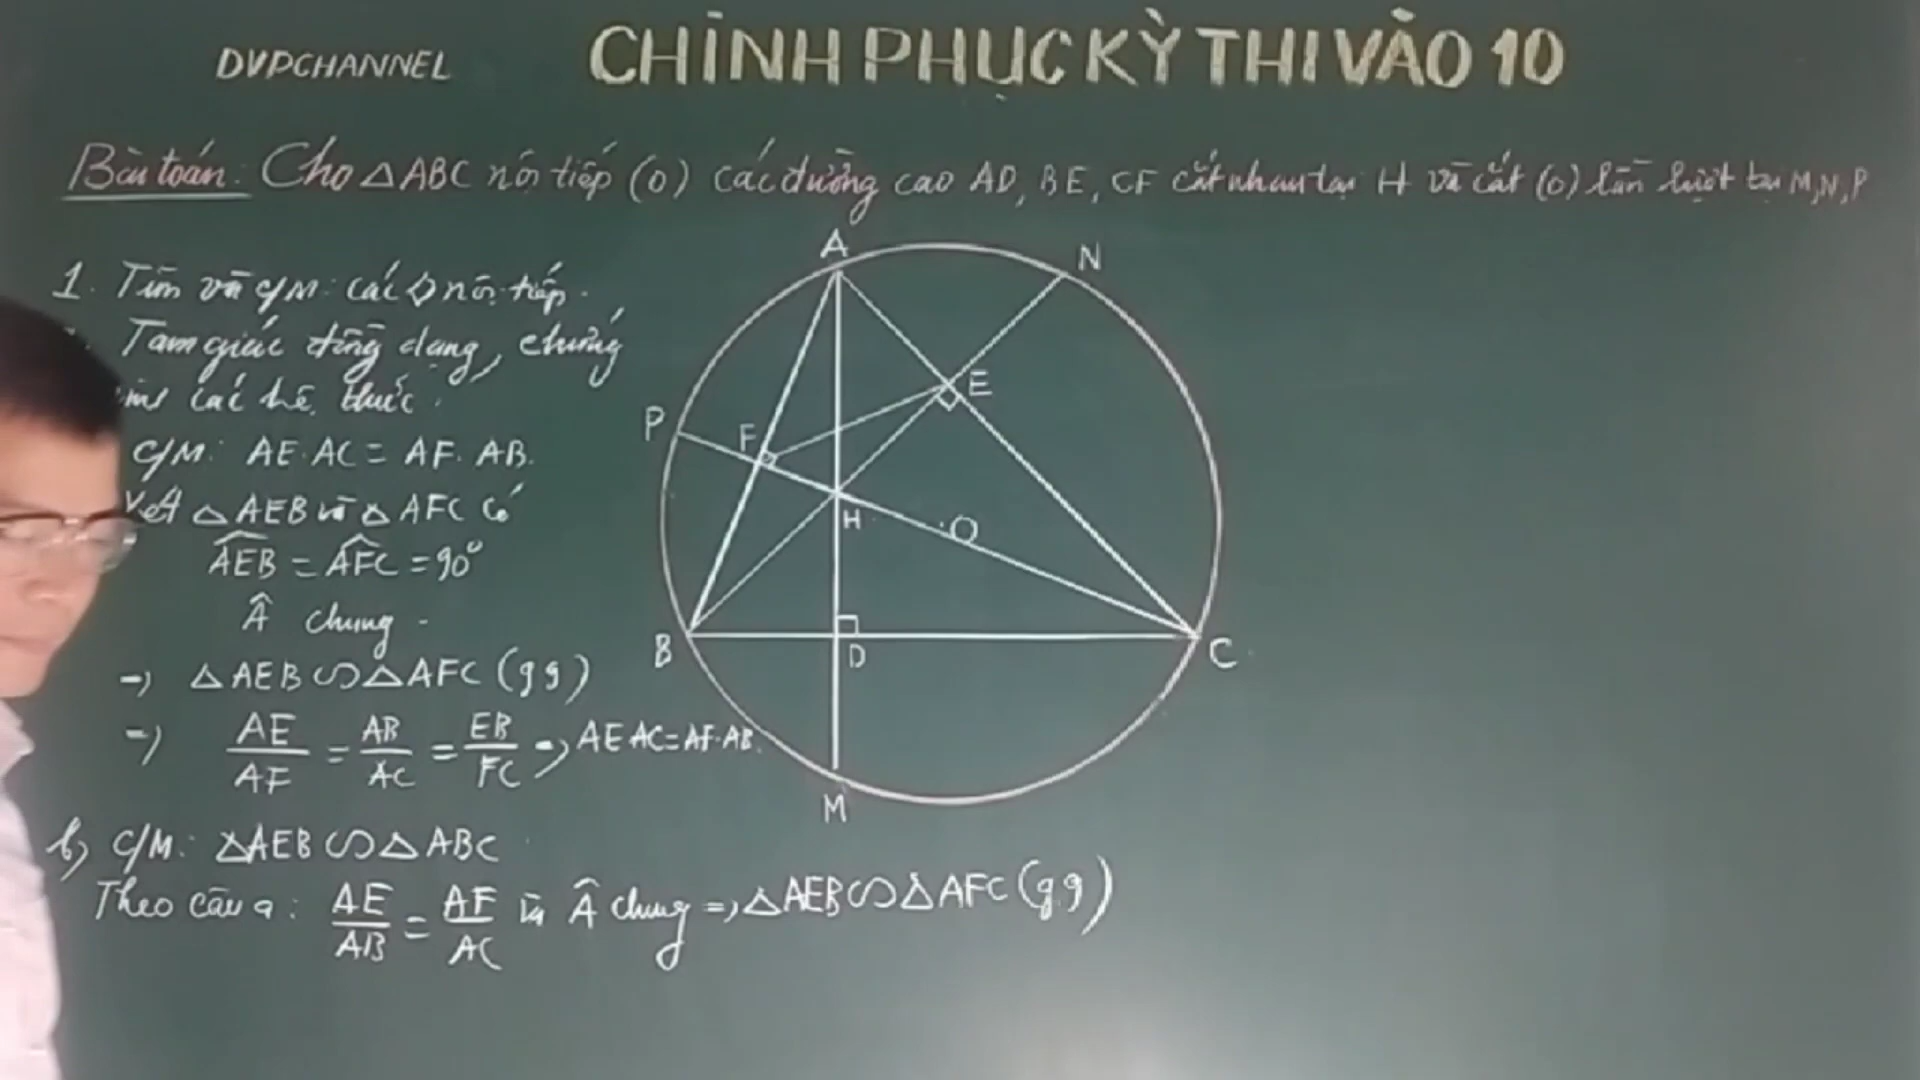 DVPCHANNEL
CHINH PHỤC KỲ THI VÀO 10
Bài toán: Cho △ABC nội tiếp (O) các đường cao AD, BE, CF cắt nhau tại H và cắt (O) lần lượt tại M,N,P
1. Tìm và c/m: các ◇ nội tiếp.
Tam giác đồng dạng, chứng
các hệ thức.
C/M: AE.AC = AF.AB.
Xét △AEB và △AFC có
AEB = AFC = 90°
Â chung
=> △AEB ∽ △AFC (gg)
=> AE/AF = AB/AC = EB/FC => AE AC = AF.AB.
b) C/M: △AEB ∽ △ABC
Theo câu a: AE/AB = AF/AC và Â chung => △AEB ∽ △AFC (g.g)
A
N
P
F
E
H
O
B
D
C
M